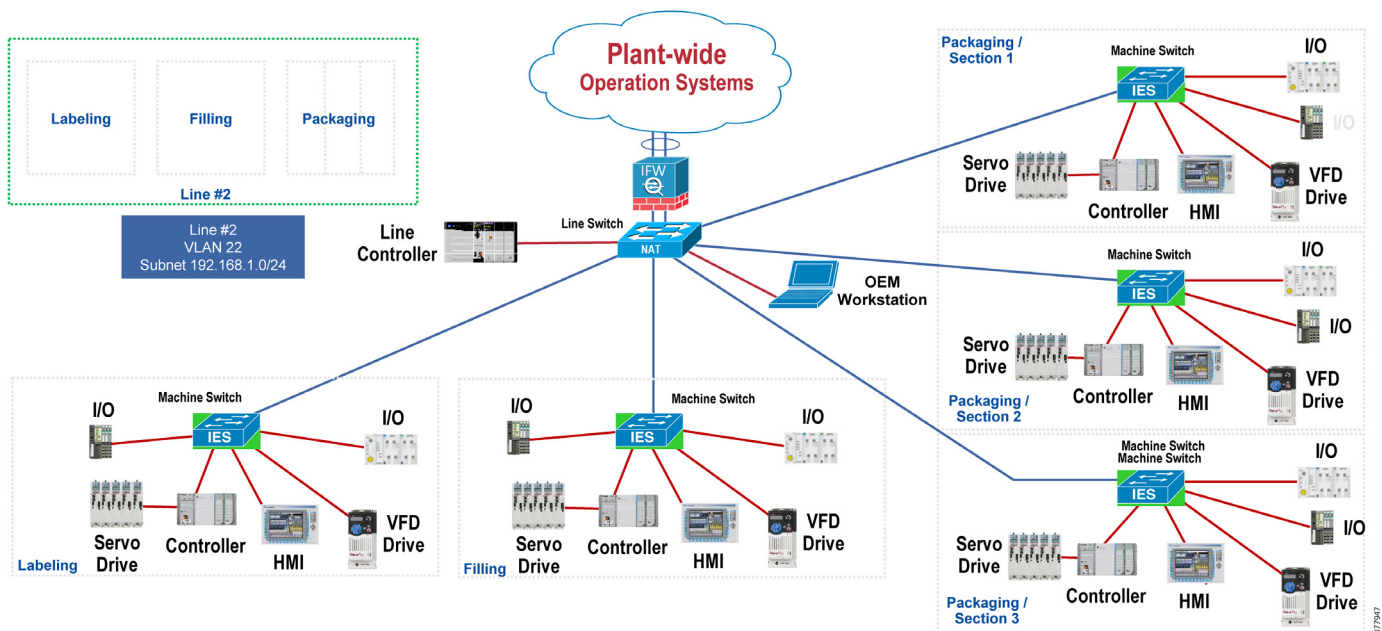 Plant-wide
Operation Systems
IFW
Line Switch
NAT
Line
Controller
OEM
Workstation
Labeling
Filling
Packaging
Line #2
Line #2
VLAN 22
Subnet 192.168.1.0/24
Packaging /
Section 1
Machine Switch
IES
I/O
I/O
Servo
Drive
Controller
HMI
VFD
Drive
Machine Switch
IES
I/O
I/O
Servo
Drive
Controller
HMI
VFD
Drive
Packaging /
Section 2
Machine Switch
Machine Switch
IES
I/O
I/O
Servo
Drive
Controller
HMI
VFD
Drive
Packaging /
Section 3
Machine Switch
IES
I/O
I/O
Servo
Drive
Controller
HMI
VFD
Drive
Labeling
Machine Switch
IES
I/O
I/O
Servo
Drive
Controller
HMI
VFD
Drive
Filling
377947